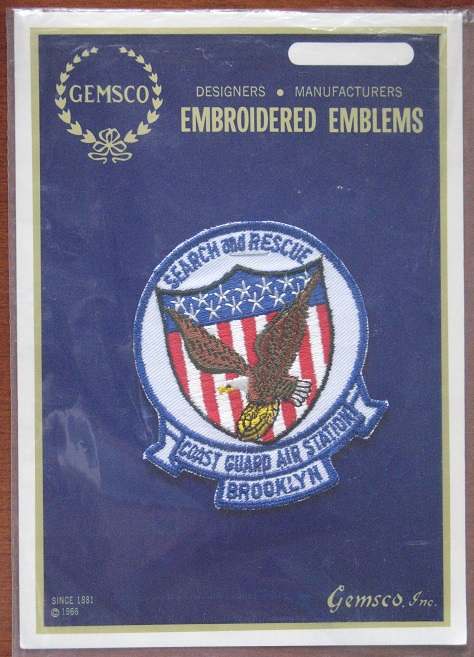 GEMSCO
DESIGNERS • MANUFACTURERS
EMBROIDERED EMBLEMS
SEARCH and RESCUE
COAST GUARD AIR STATION
BROOKLYN
SINCE 1881
© 1966
Gemsco, Inc.